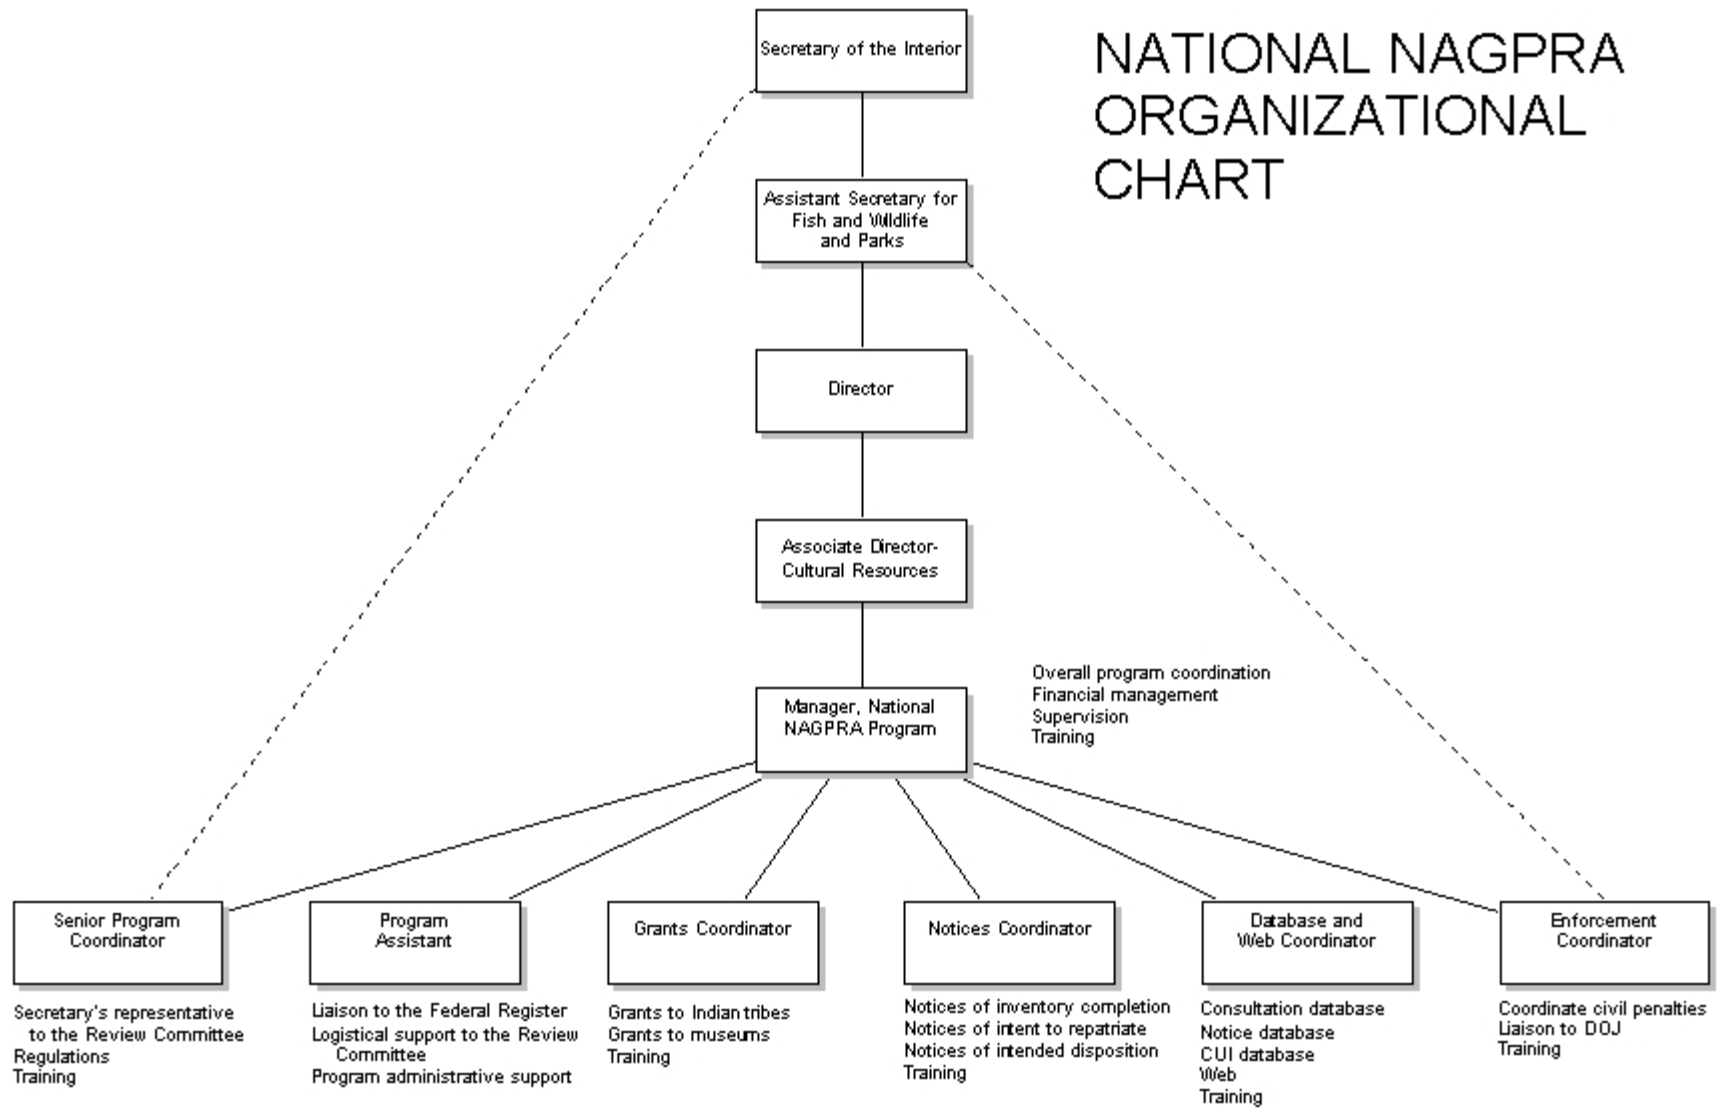 NATIONAL NAGPRA
ORGANIZATIONAL
CHART
Secretary of the Interior
Assistant Secretary for
Fish and Wildlife
and Parks
Director
Associate Director-
Cultural Resources
Manager, National
NAGPRA Program
Overall program coordination
Financial management
Supervision
Training
Senior Program
Coordinator
Secretary's representative
to the Review Committee
Regulations
Training
Program
Assistant
Liaison to the Federal Register
Logistical support to the Review
Committee
Program administrative support
Grants Coordinator
Grants to Indian tribes
Grants to museums
Training
Notices Coordinator
Notices of inventory completion
Notices of intent to repatriate
Notices of intended disposition
Training
Database and
Web Coordinator
Consultation database
Notice database
CUI database
Web
Training
Enforcement
Coordinator
Coordinate civil penalties
Liaison to DOJ
Training